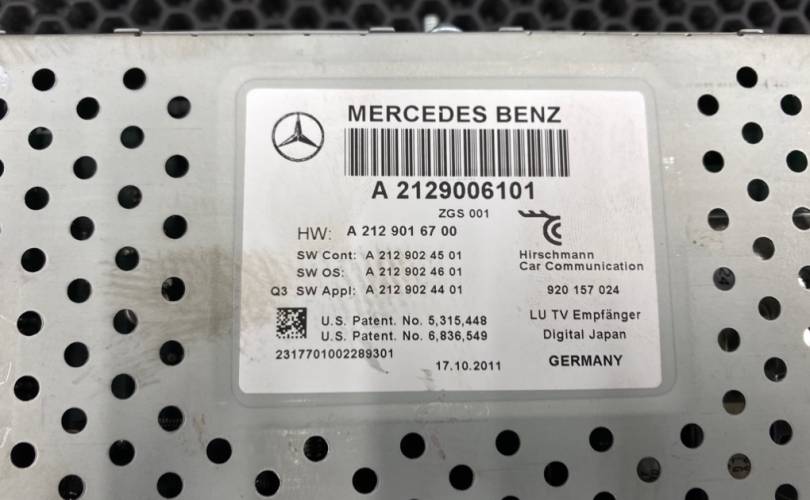 MERCEDES BENZ
A 2129006101
ZGS 001
HW: A 212 901 67 00
SW Cont: A 212 902 45 01
SW OS: A 212 902 46 01
Q3 SW Appl: A 212 902 44 01
Hirschmann
Car Communication
920 157 024
U.S. Patent. No. 5,315,448
U.S. Patent. No. 6,836,549
2317701002289301
17.10.2011
LU TV Empfänger
Digital Japan
GERMANY